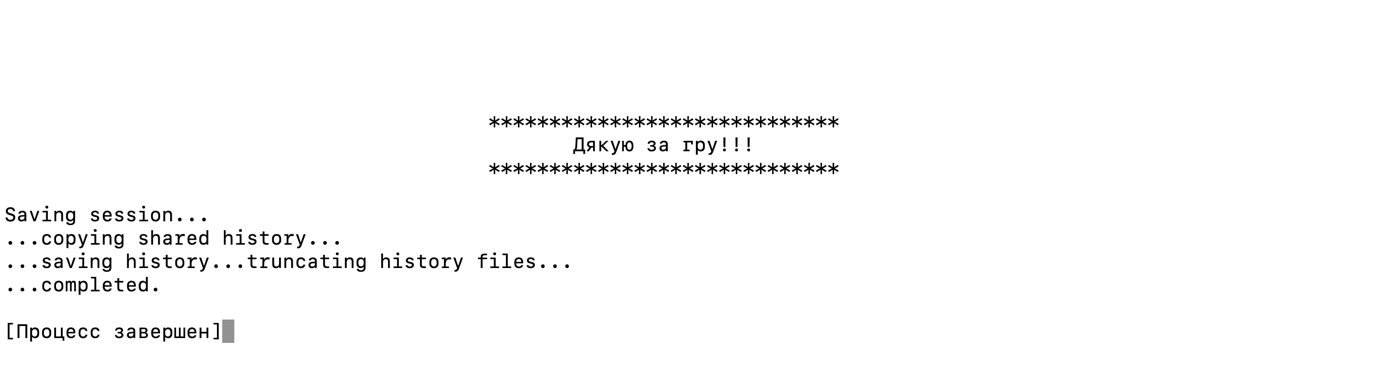 *****************************
Дякую за гру!!!
*****************************
Saving session...
...copying shared history...
...saving history...truncating history files...
...completed.
[Процесс завершен]